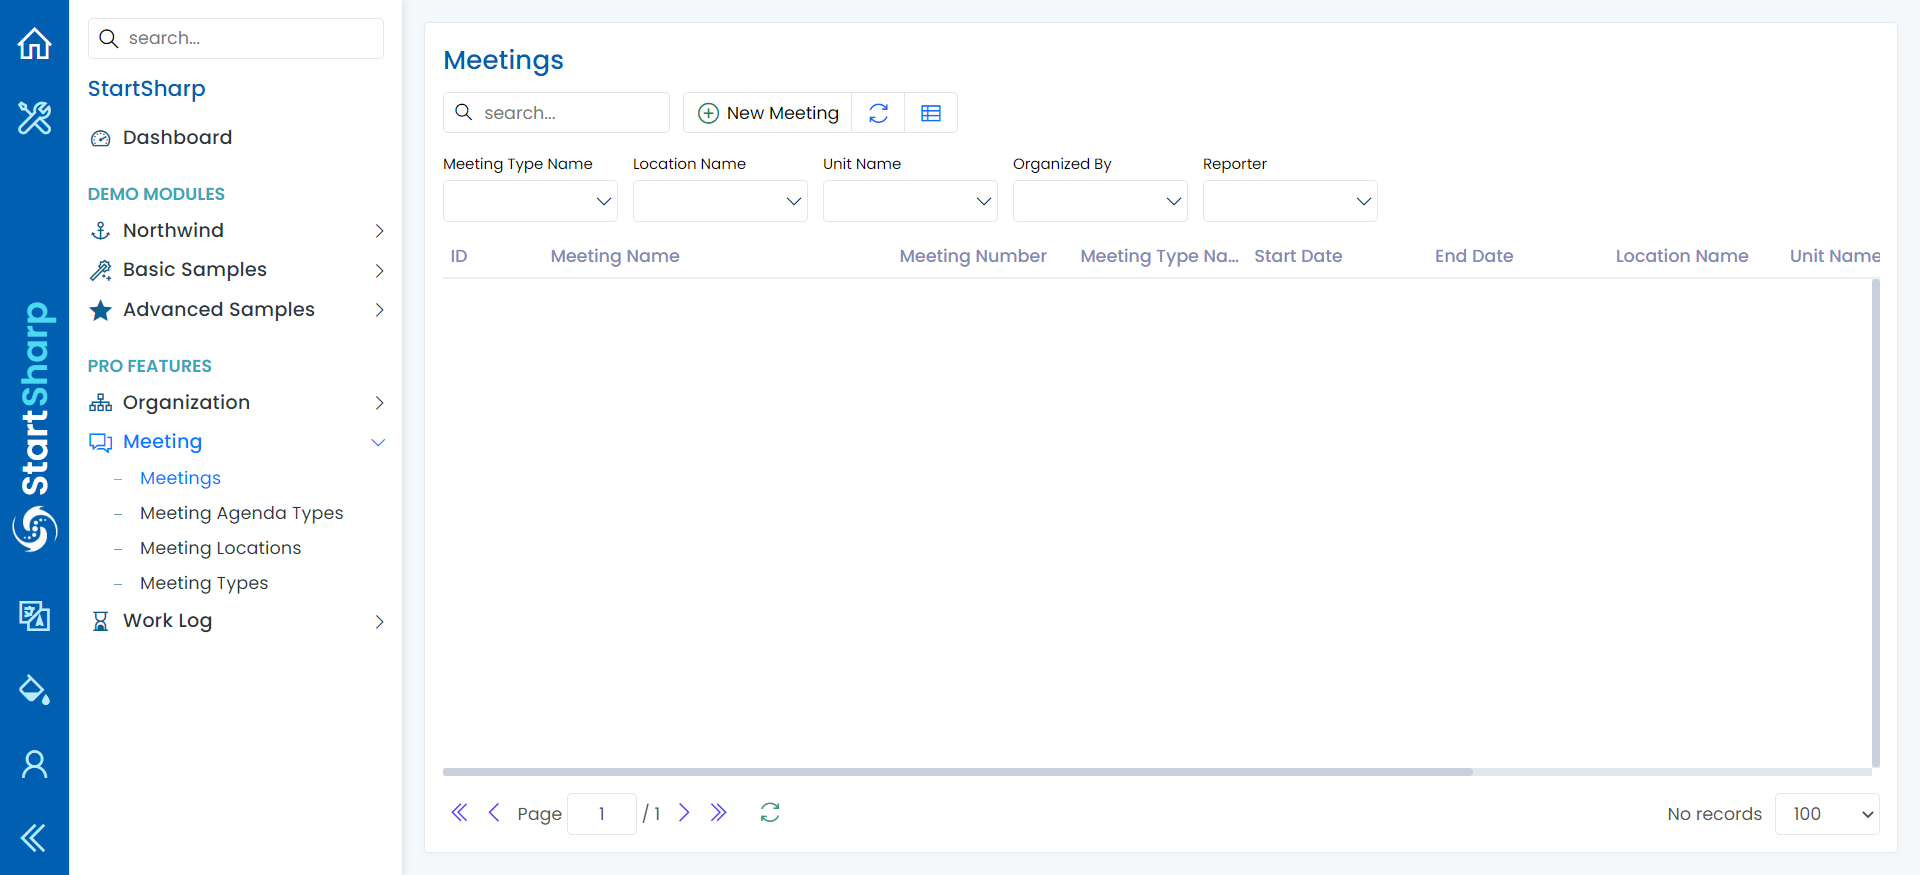 search...
StartSharp
Dashboard
DEMO MODULES
Northwind
Basic Samples
Advanced Samples
PRO FEATURES
Organization
Meeting
Meetings
Meeting Agenda Types
Meeting Locations
Meeting Types
Work Log
StartSharp
Meetings
search...
New Meeting
Meeting Type Name Location Name Unit Name Organized By Reporter
ID Meeting Name Meeting Number Meeting Type Na... Start Date End Date Location Name Unit Name
Page 1 / 1
No records 100